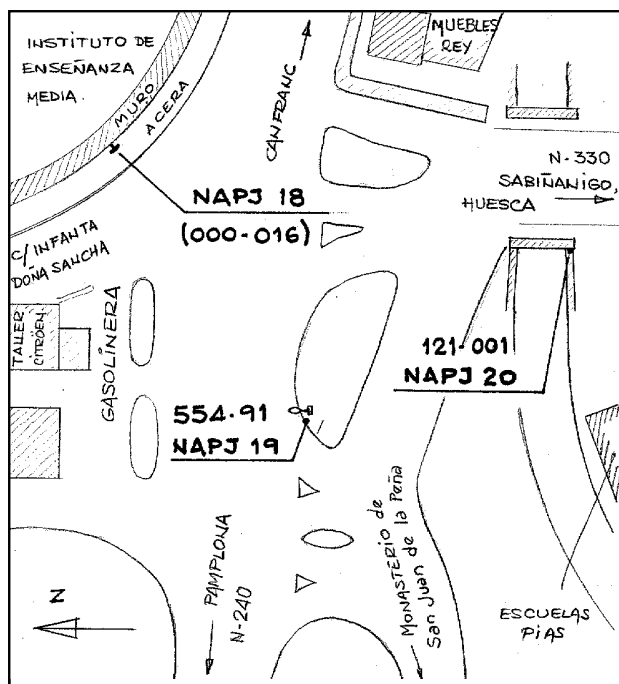 INSTITUTO DE
ENSEÑANZA
MEDIA.
MURO
ACERA
CANFRANC
MUEBLES
REY
N-330
SABIÑANIGO,
HUESCA
NAPJ 18
(000-016)
C/INFANTA
DOÑA SANCHA
TALLER
CITRÖEN.
GASOLINERA
121-001
NAPJ 20
554-91
NAPJ 19
PAMPLONA
N-240
MONASTERIO de
San Juan de la Peña
ESCUELAS
PIAS
N